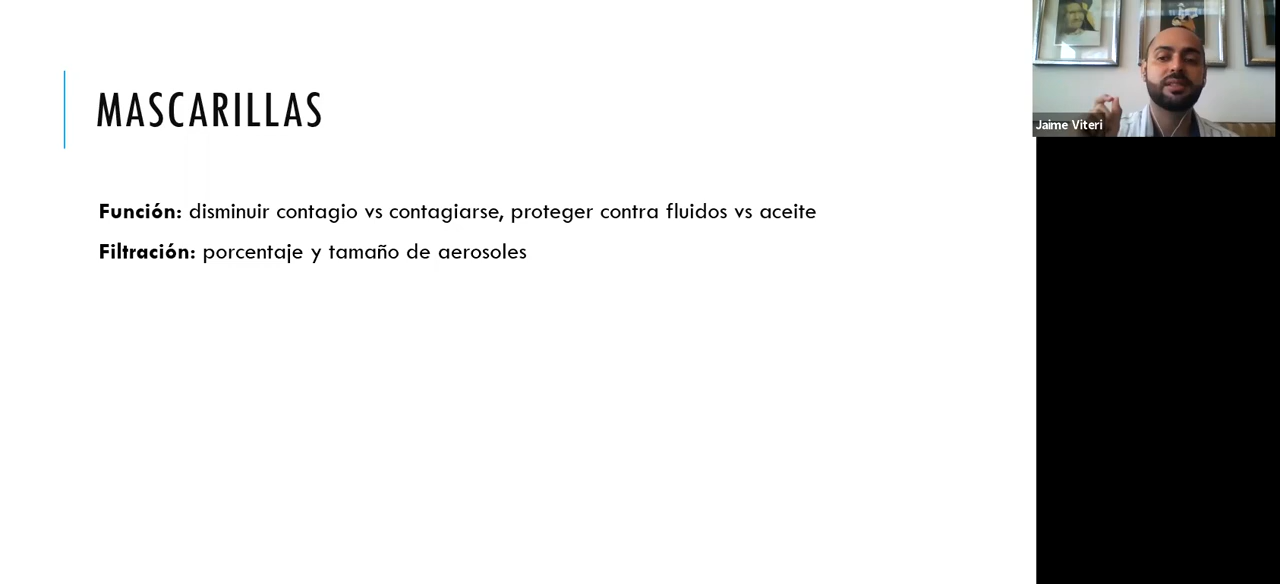 MASCARILLAS
Función: disminuir contagio vs contagiarse, proteger contra fluidos vs aceite
Filtración: porcentaje y tamaño de aerosoles
Jaime Viteri